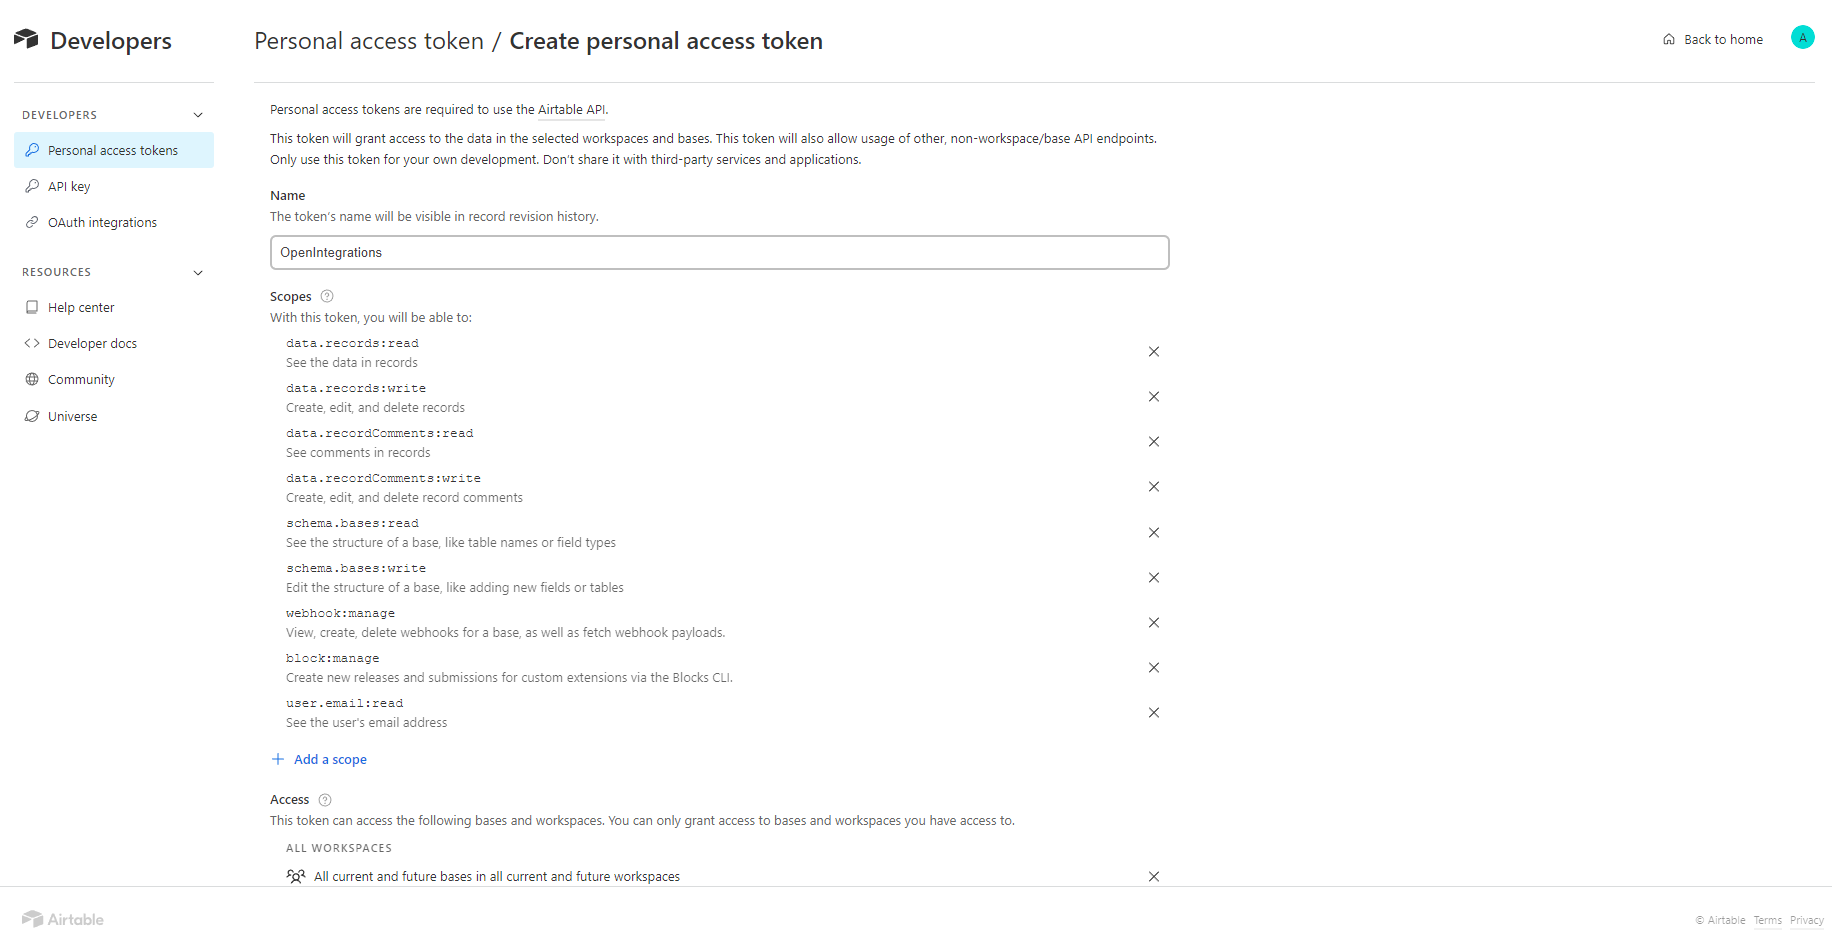 Developers
Personal access token / Create personal access token
Back to home
A
DEVELOPERS
Personal access tokens
API key
OAuth integrations
RESOURCES
Help center
Developer docs
Community
Universe
Personal access tokens are required to use the Airtable API.
This token will grant access to the data in the selected workspaces and bases. This token will also allow usage of other, non-workspace/base API endpoints.
Only use this token for your own development. Don't share it with third-party services and applications.
Name
The token's name will be visible in record revision history.
OpenIntegrations
Scopes ?
With this token, you will be able to:
data.records:read
See the data in records
data.records:write
Create, edit, and delete records
data.recordComments:read
See comments in records
data.recordComments:write
Create, edit, and delete record comments
schema.bases:read
See the structure of a base, like table names or field types
schema.bases:write
Edit the structure of a base, like adding new fields or tables
webhook:manage
View, create, delete webhooks for a base, as well as fetch webhook payloads.
block:manage
Create new releases and submissions for custom extensions via the Blocks CLI.
user.email:read
See the user's email address
+ Add a scope
Access ?
This token can access the following bases and workspaces. You can only grant access to bases and workspaces you have access to.
ALL WORKSPACES
All current and future bases in all current and future workspaces
Airtable
© Airtable Terms Privacy